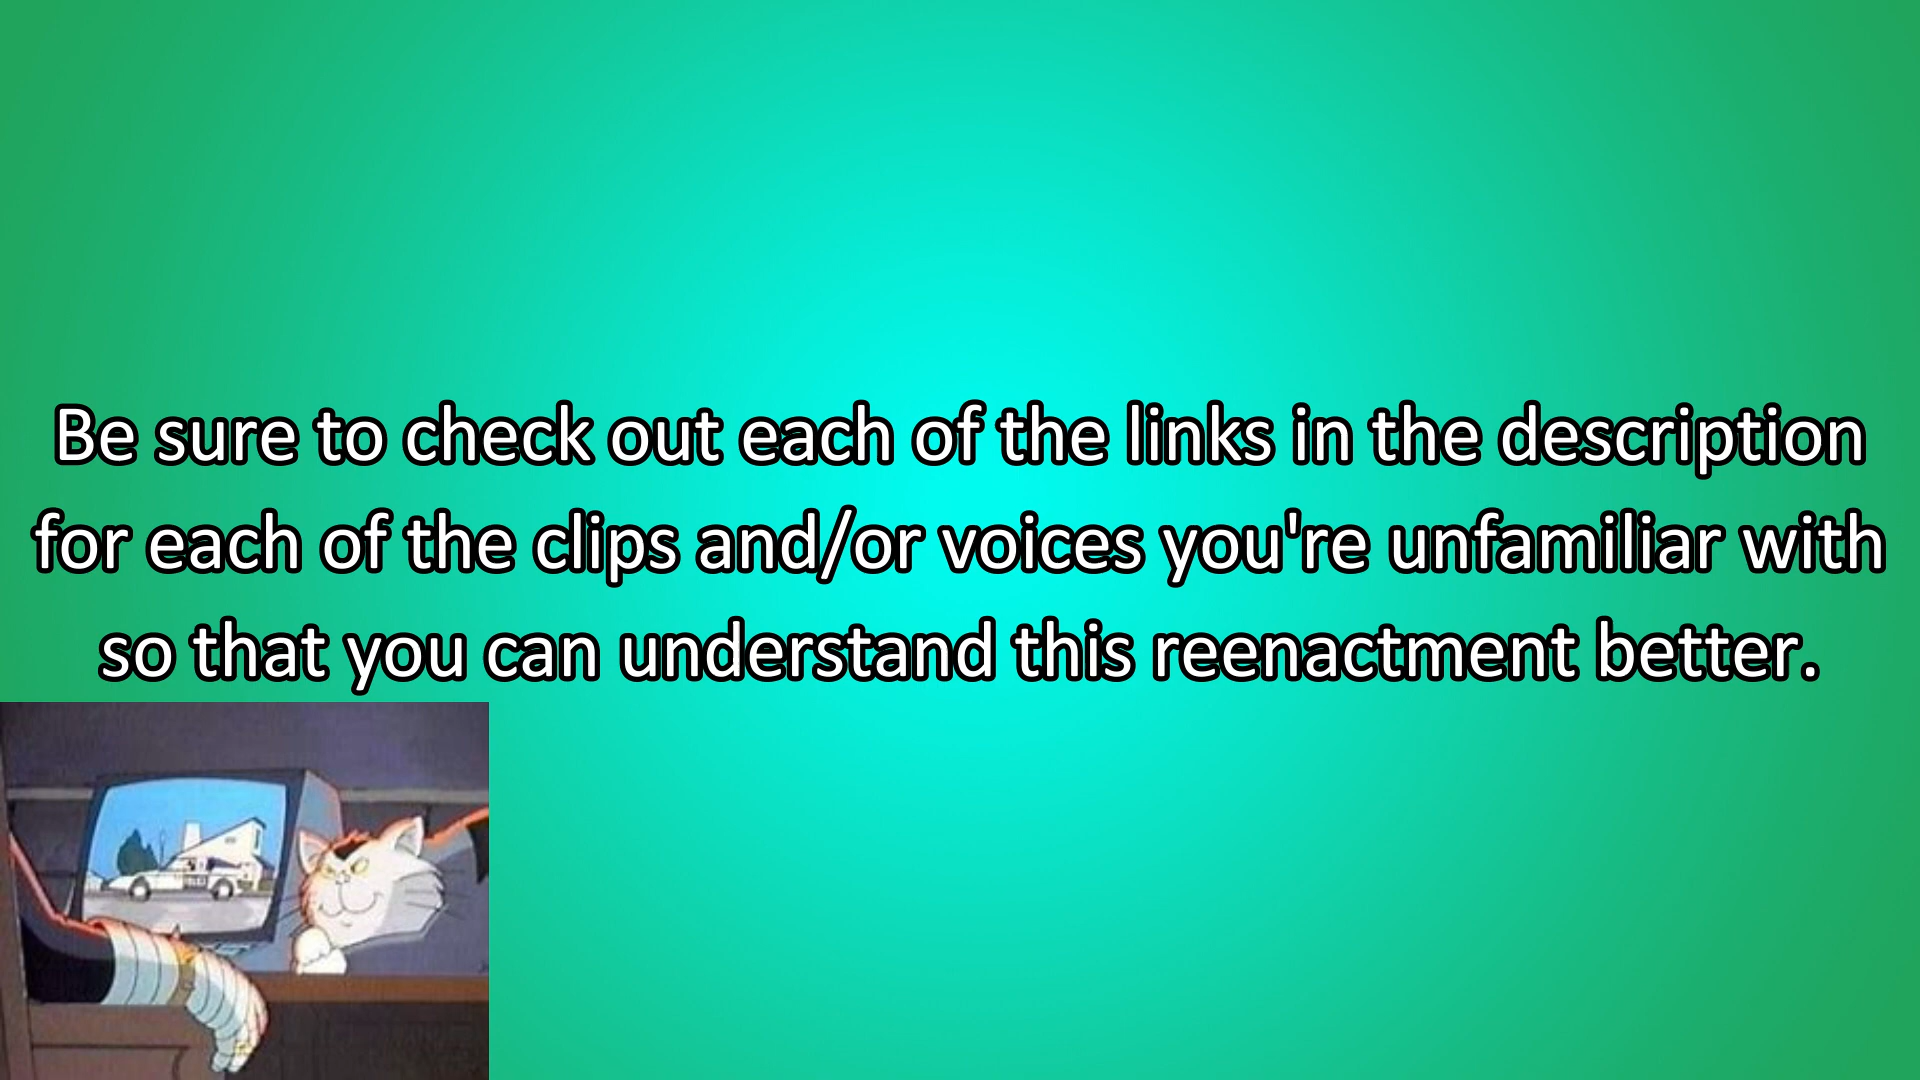 Be sure to check out each of the links in the description
for each of the clips and/or voices you're unfamiliar with
so that you can understand this reenactment better.